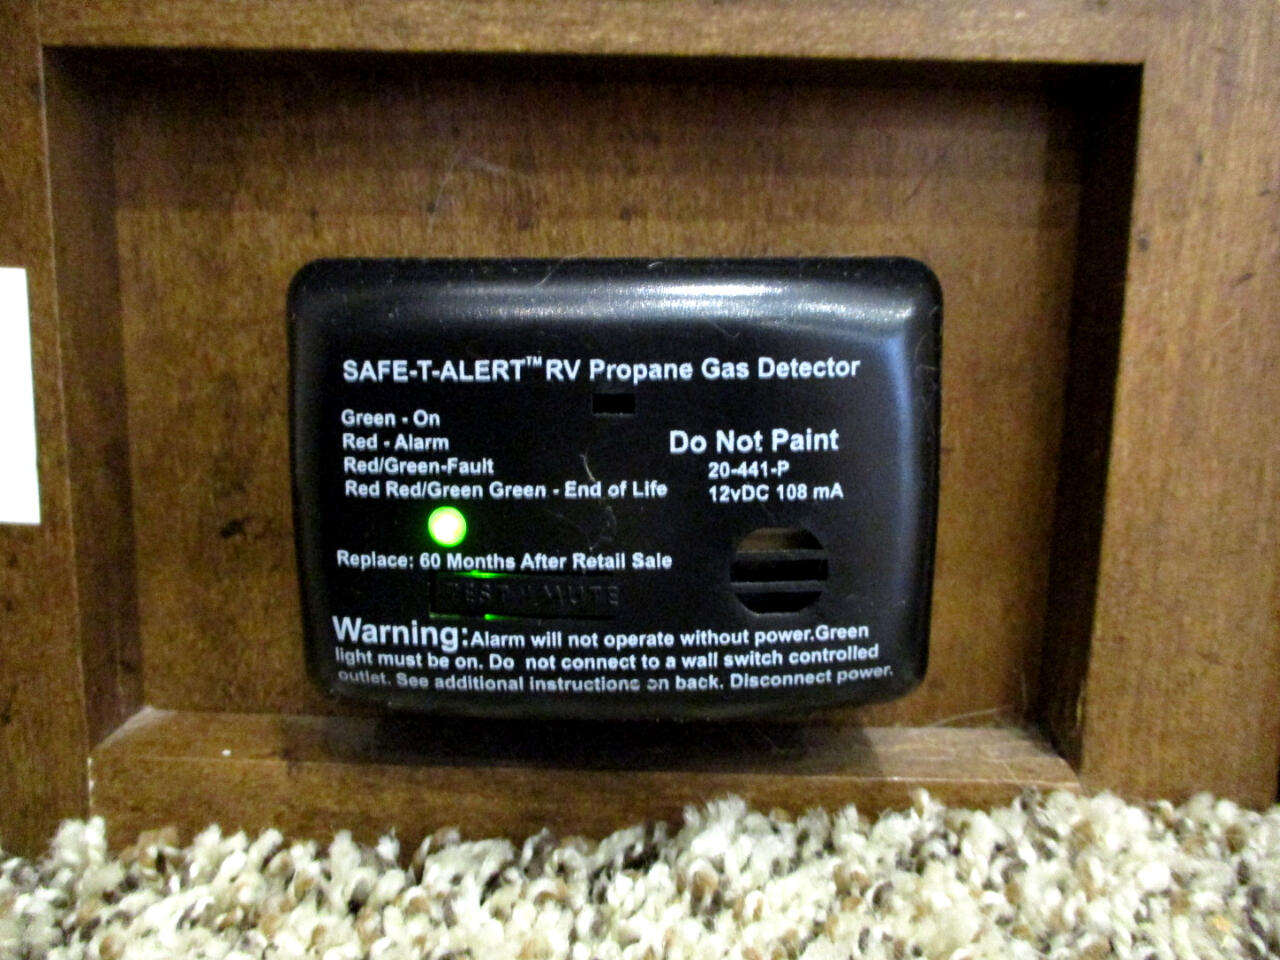 SAFE-T-ALERT™ RV Propane Gas Detector
Green - On
Red - Alarm
Red/Green-Fault
Red Red/Green Green - End of Life
Do Not Paint
20-441-P
12vDC 108 mA
Replace: 60 Months After Retail Sale
TEST / MUTE
Warning: Alarm will not operate without power.Green
light must be on. Do not connect to a wall switch controlled
outlet. See additional instructions on back. Disconnect power.